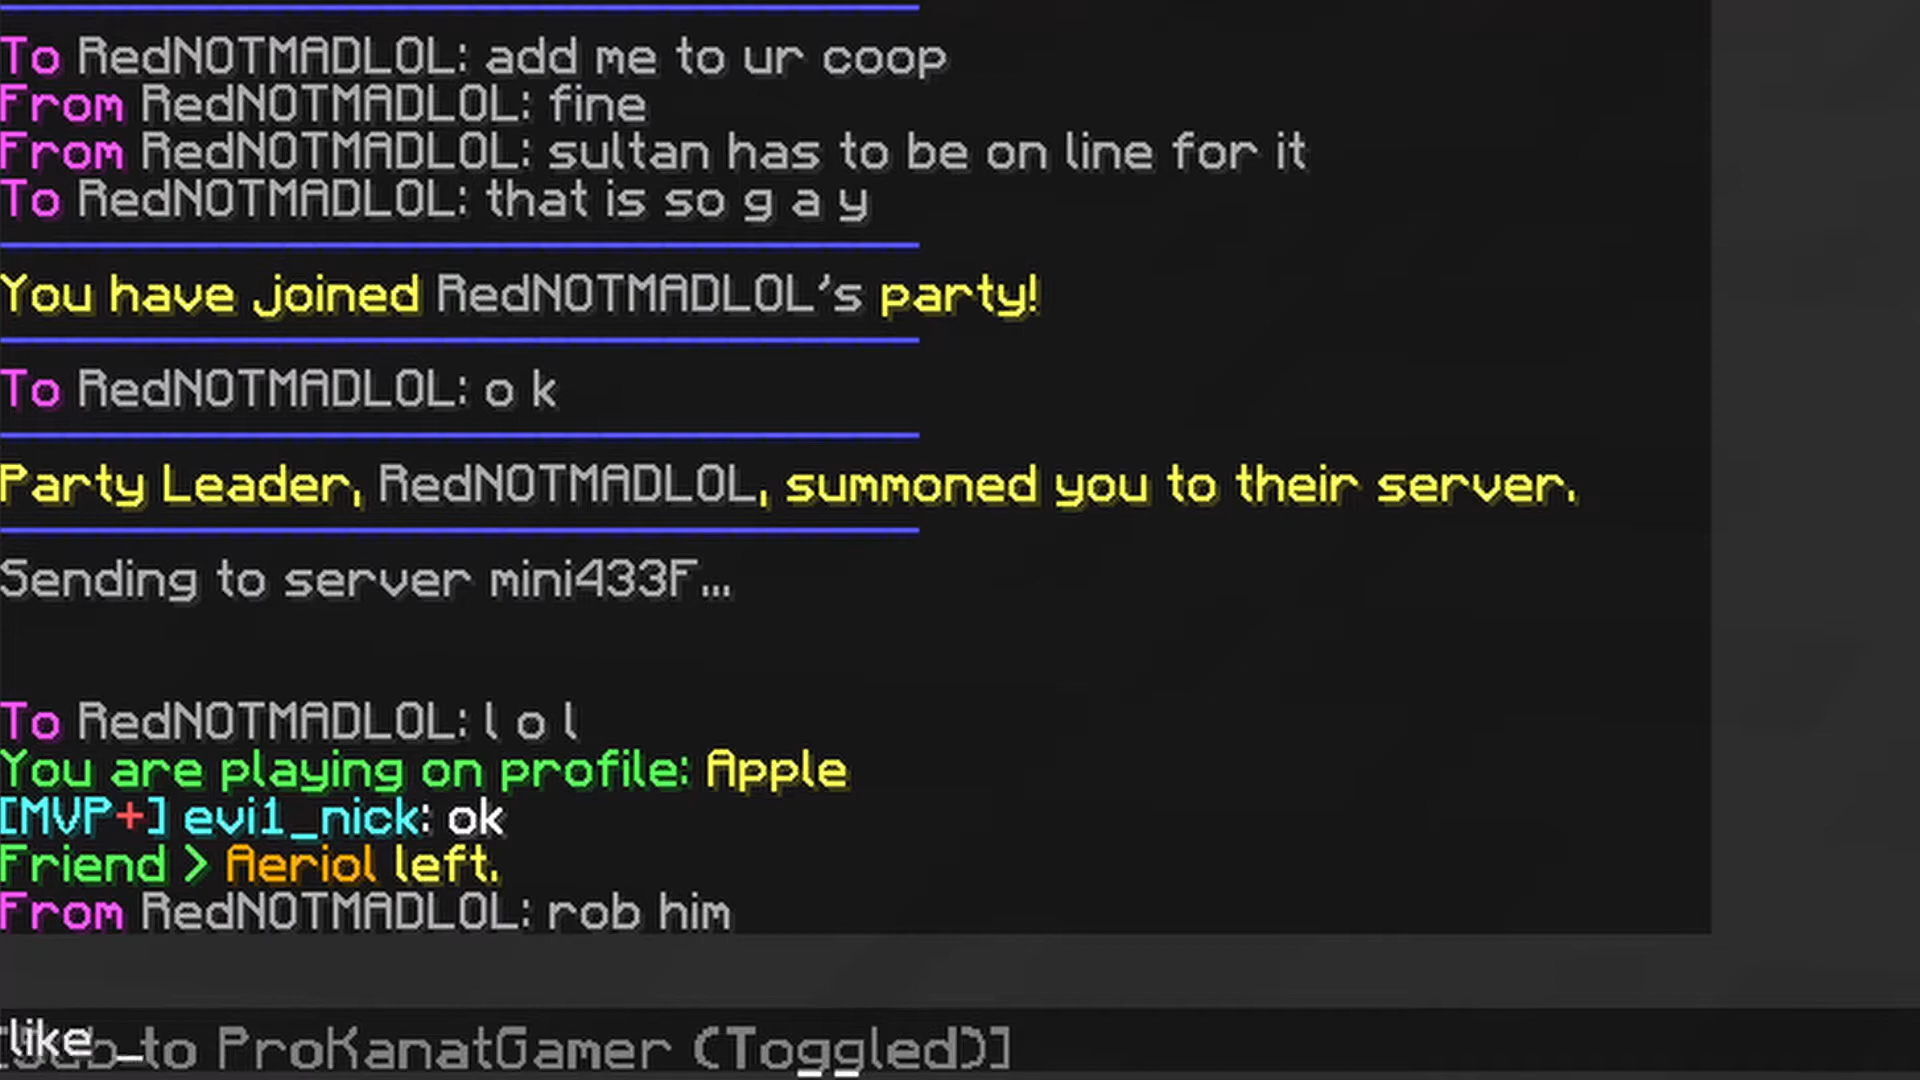 To RedNOTMADLOL: add me to ur coop
From RedNOTMADLOL: fine
From RedNOTMADLOL: sultan has to be on line for it
To RedNOTMADLOL: that is so g a y
You have joined RedNOTMADLOL's party!
To RedNOTMADLOL: o k
Party Leader, RedNOTMADLOL, summoned you to their server.
Sending to server mini433F...
To RedNOTMADLOL: l o l
You are playing on profile: Apple
[MVP+] evi1_nick: ok
Friend > Aeriol left.
From RedNOTMADLOL: rob him
like _
to ProKanatGamer (Toggled)]